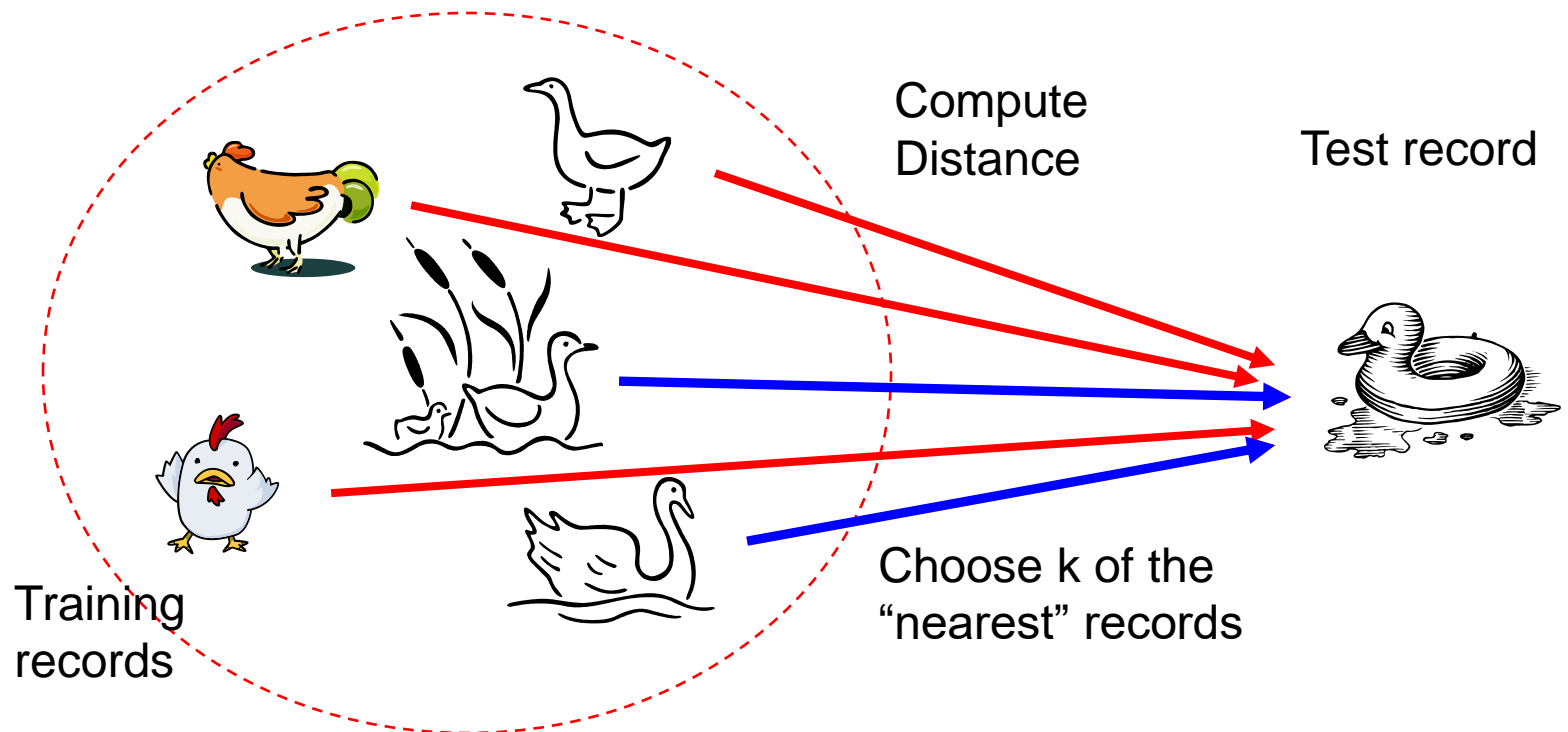 Compute
Distance
Test record
Choose k of the
“nearest” records
Training
records